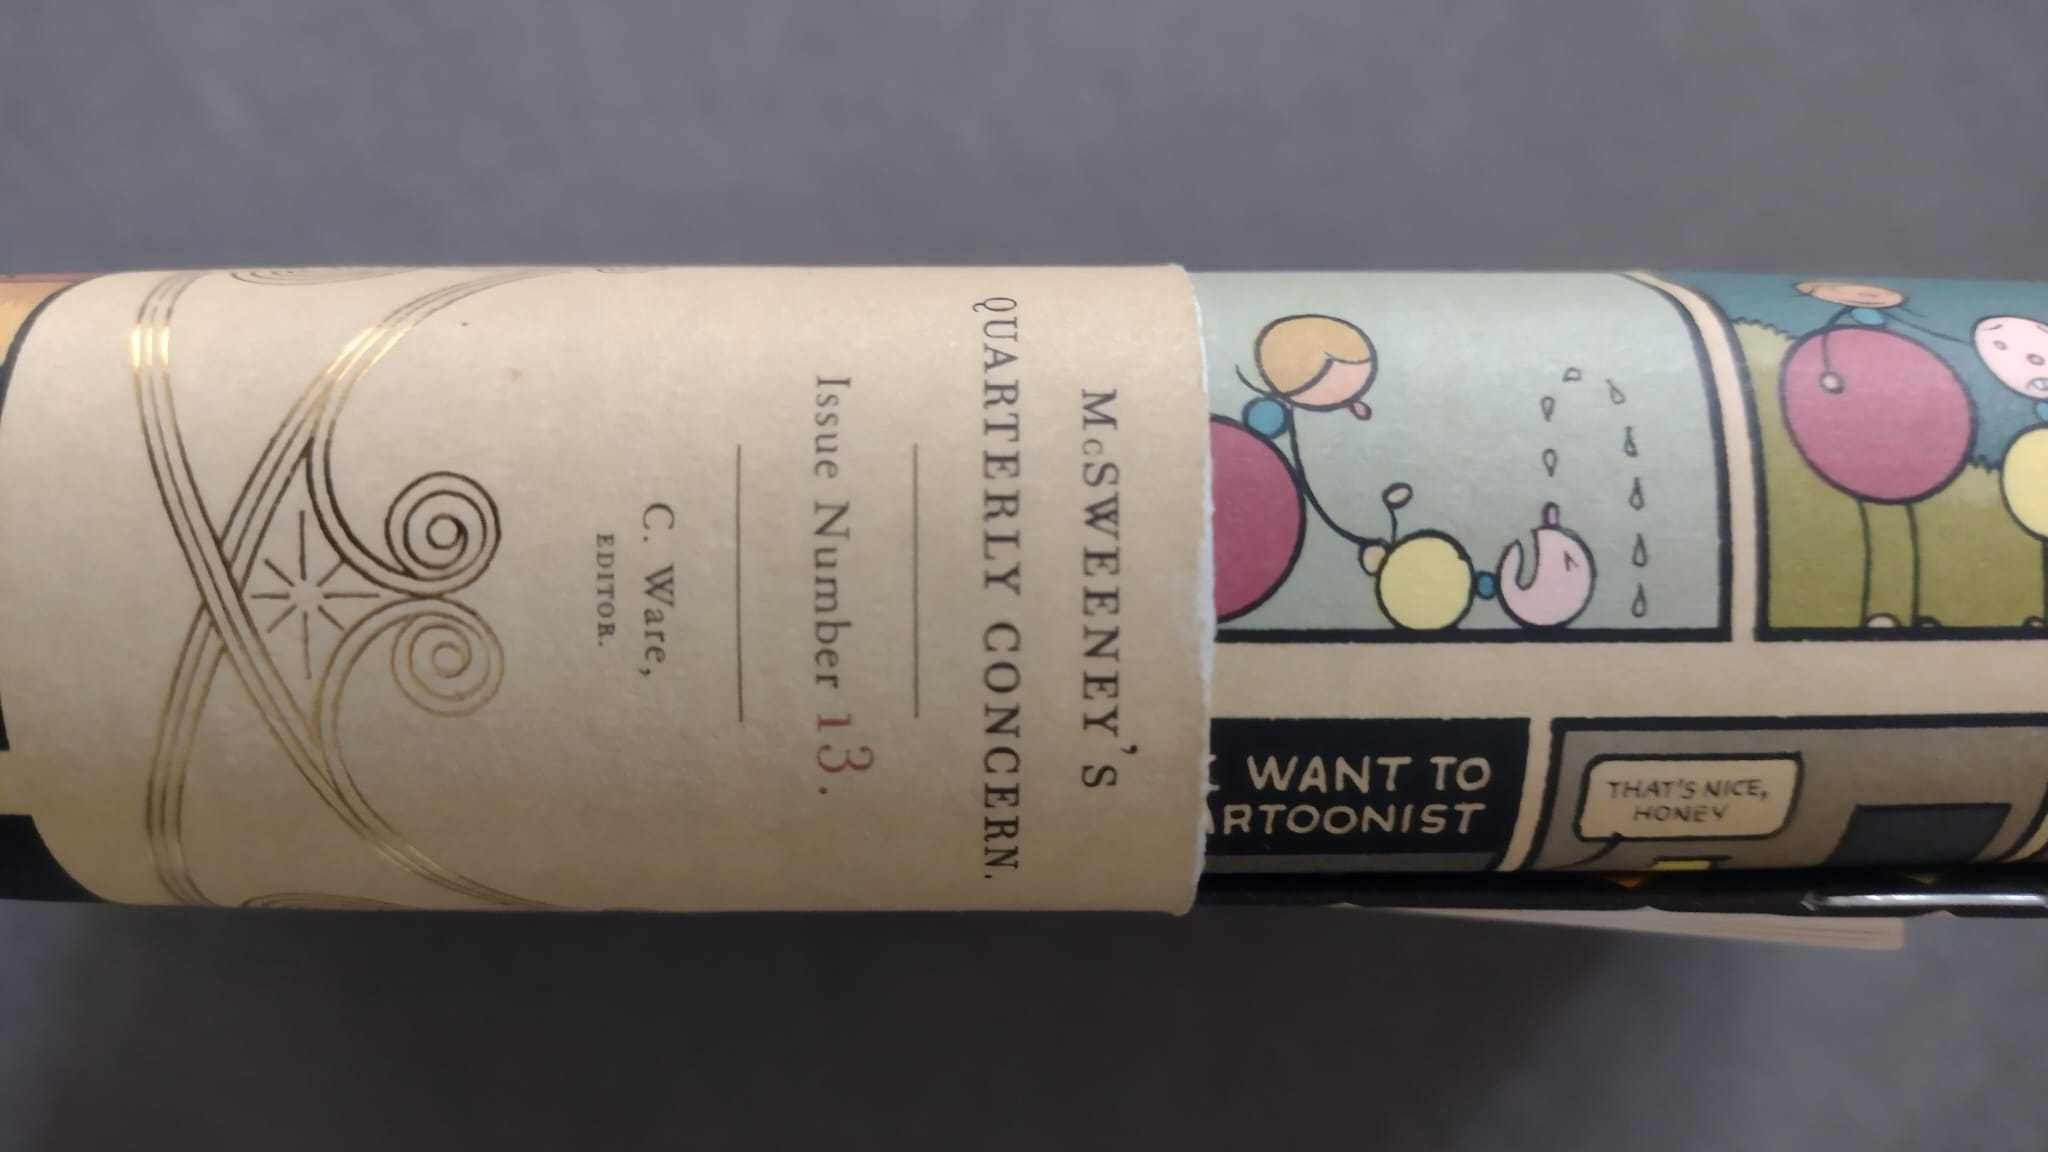 McSWEENEY'S
QUARTERLY CONCERN.
Issue Number 13.
C. Ware,
EDITOR.
WANT TO
ARTOONIST
THAT'S NICE,
HONEY